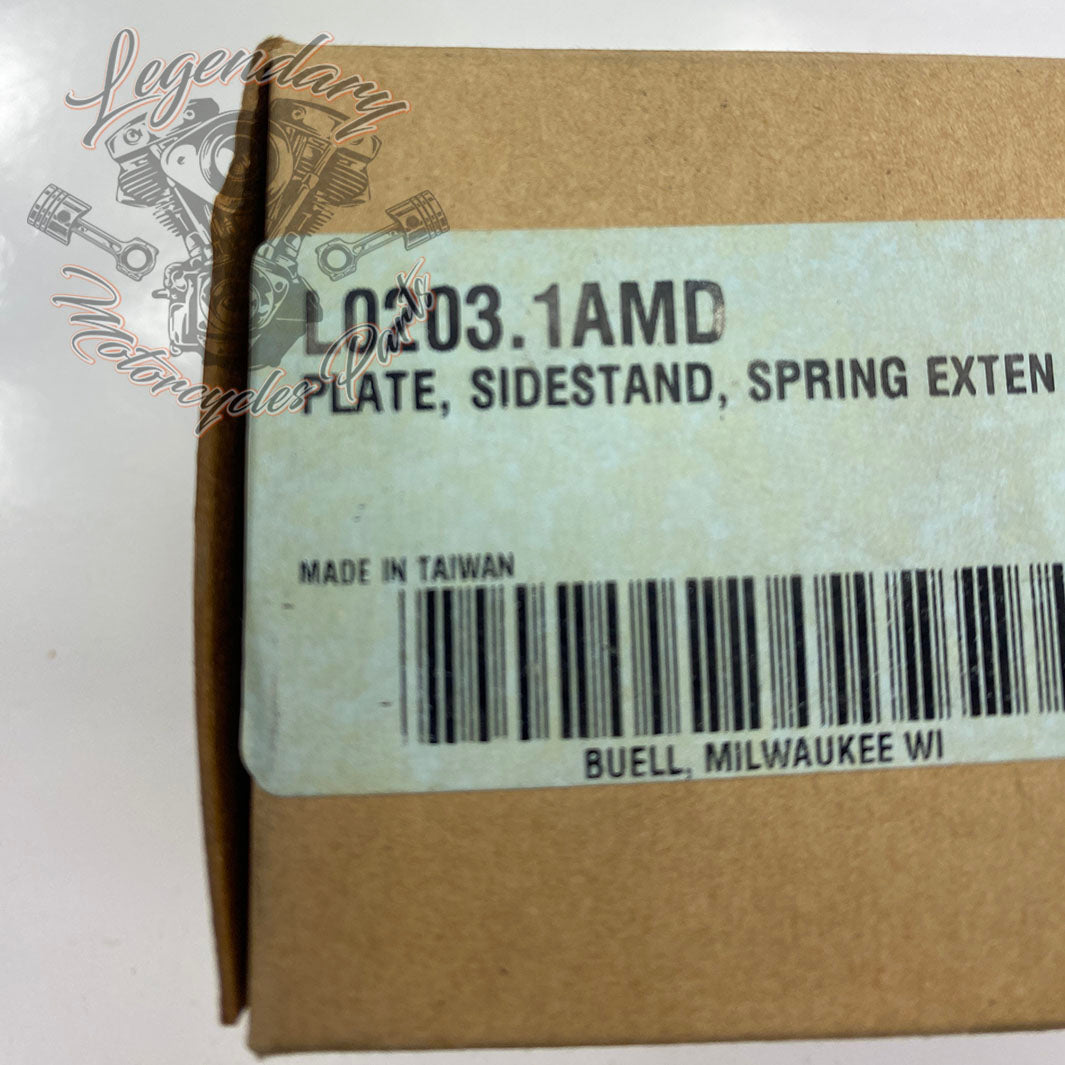 Legendary
Motorcycles Parts
L0203.1AMD
PLATE, SIDESTAND, SPRING EXTEN
MADE IN TAIWAN
BUELL, MILWAUKEE WI